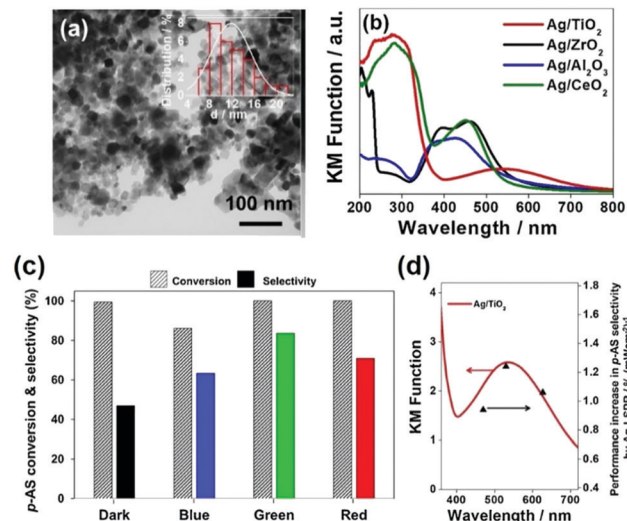 (a)
Distribution / %
8
6
4
2
0
4 8 12 16 20
d / nm
100 nm
(b)
KM Function / a.u.
Ag/TiO2
Ag/ZrO2
Ag/Al2O3
Ag/CeO2
200 300 400 500 600 700 800
Wavelength / nm
(c)
Conversion Selectivity
p-AS conversion & selectivity (%)
100
80
60
40
20
0
Dark Blue Green Red
(d)
KM Function
4
3
2
1
0
Ag/TiO2
1.8
1.6
1.4
1.2
1.0
0.8
0.6
0.4
Performance increase in p-AS selectivity
400 500 600 700
Wavelength / nm